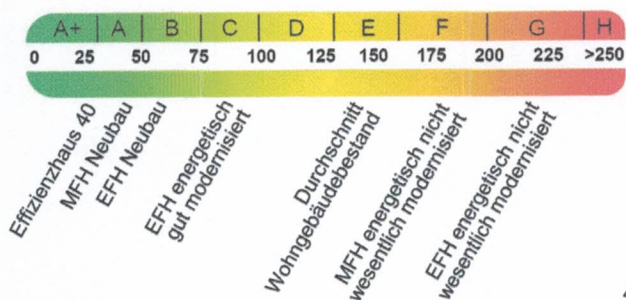 A+ A B C D E F G H
0 25 50 75 100 125 150 175 200 225 >250
Effizienzhaus 40
MFH Neubau
EFH Neubau
EFH energetisch
gut modernisiert
Durchschnitt
Wohngebäudebestand
MFH energetisch nicht
wesentlich modernisiert
EFH energetisch nicht
wesentlich modernisiert